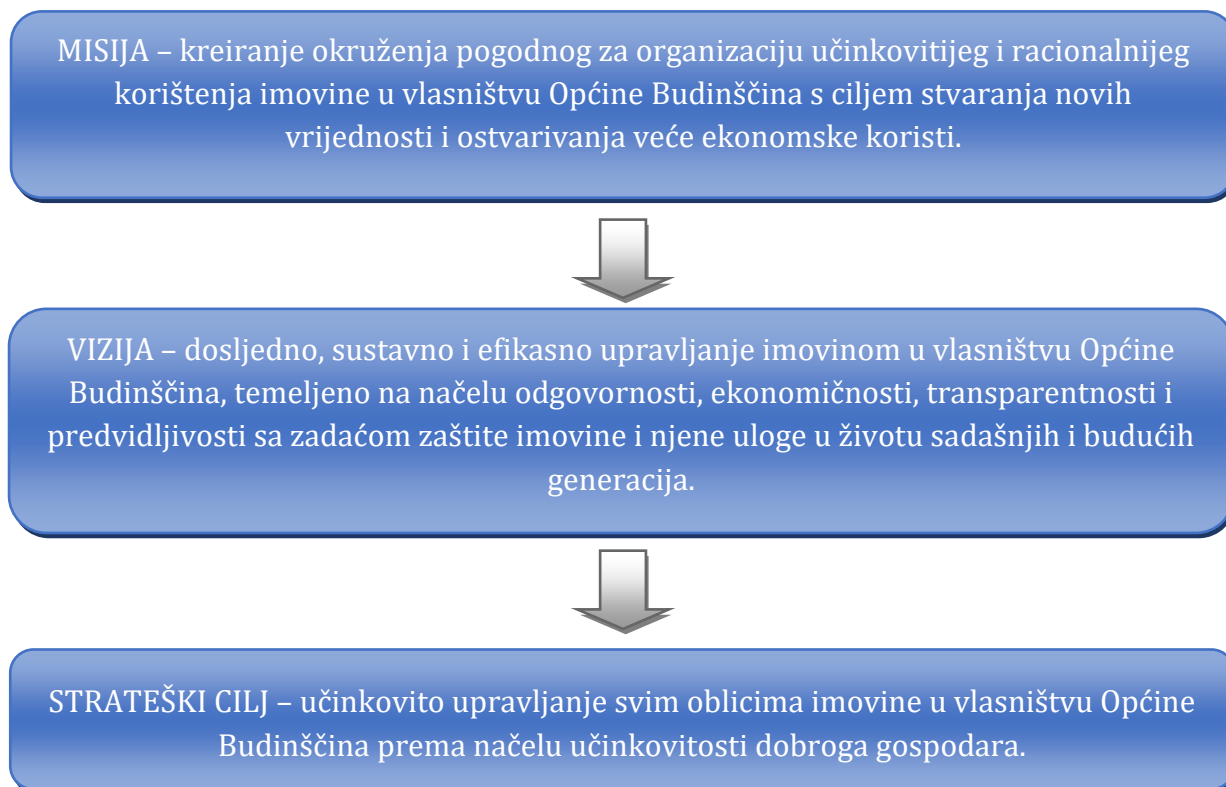 MISIJA – kreiranje okruženja pogodnog za organizaciju učinkovitijeg i racionalnijeg
korištenja imovine u vlasništvu Općine Budinščina s ciljem stvaranja novih
vrijednosti i ostvarivanja veće ekonomske koristi.
VIZIJA – dosljedno, sustavno i efikasno upravljanje imovinom u vlasništvu Općine
Budinščina, temeljeno na načelu odgovornosti, ekonomičnosti, transparentnosti i
predvidljivosti sa zadaćom zaštite imovine i njene uloge u životu sadašnjih i budućih
generacija.
STRATEŠKI CILJ – učinkovito upravljanje svim oblicima imovine u vlasništvu Općine
Budinščina prema načelu učinkovitosti dobroga gospodara.